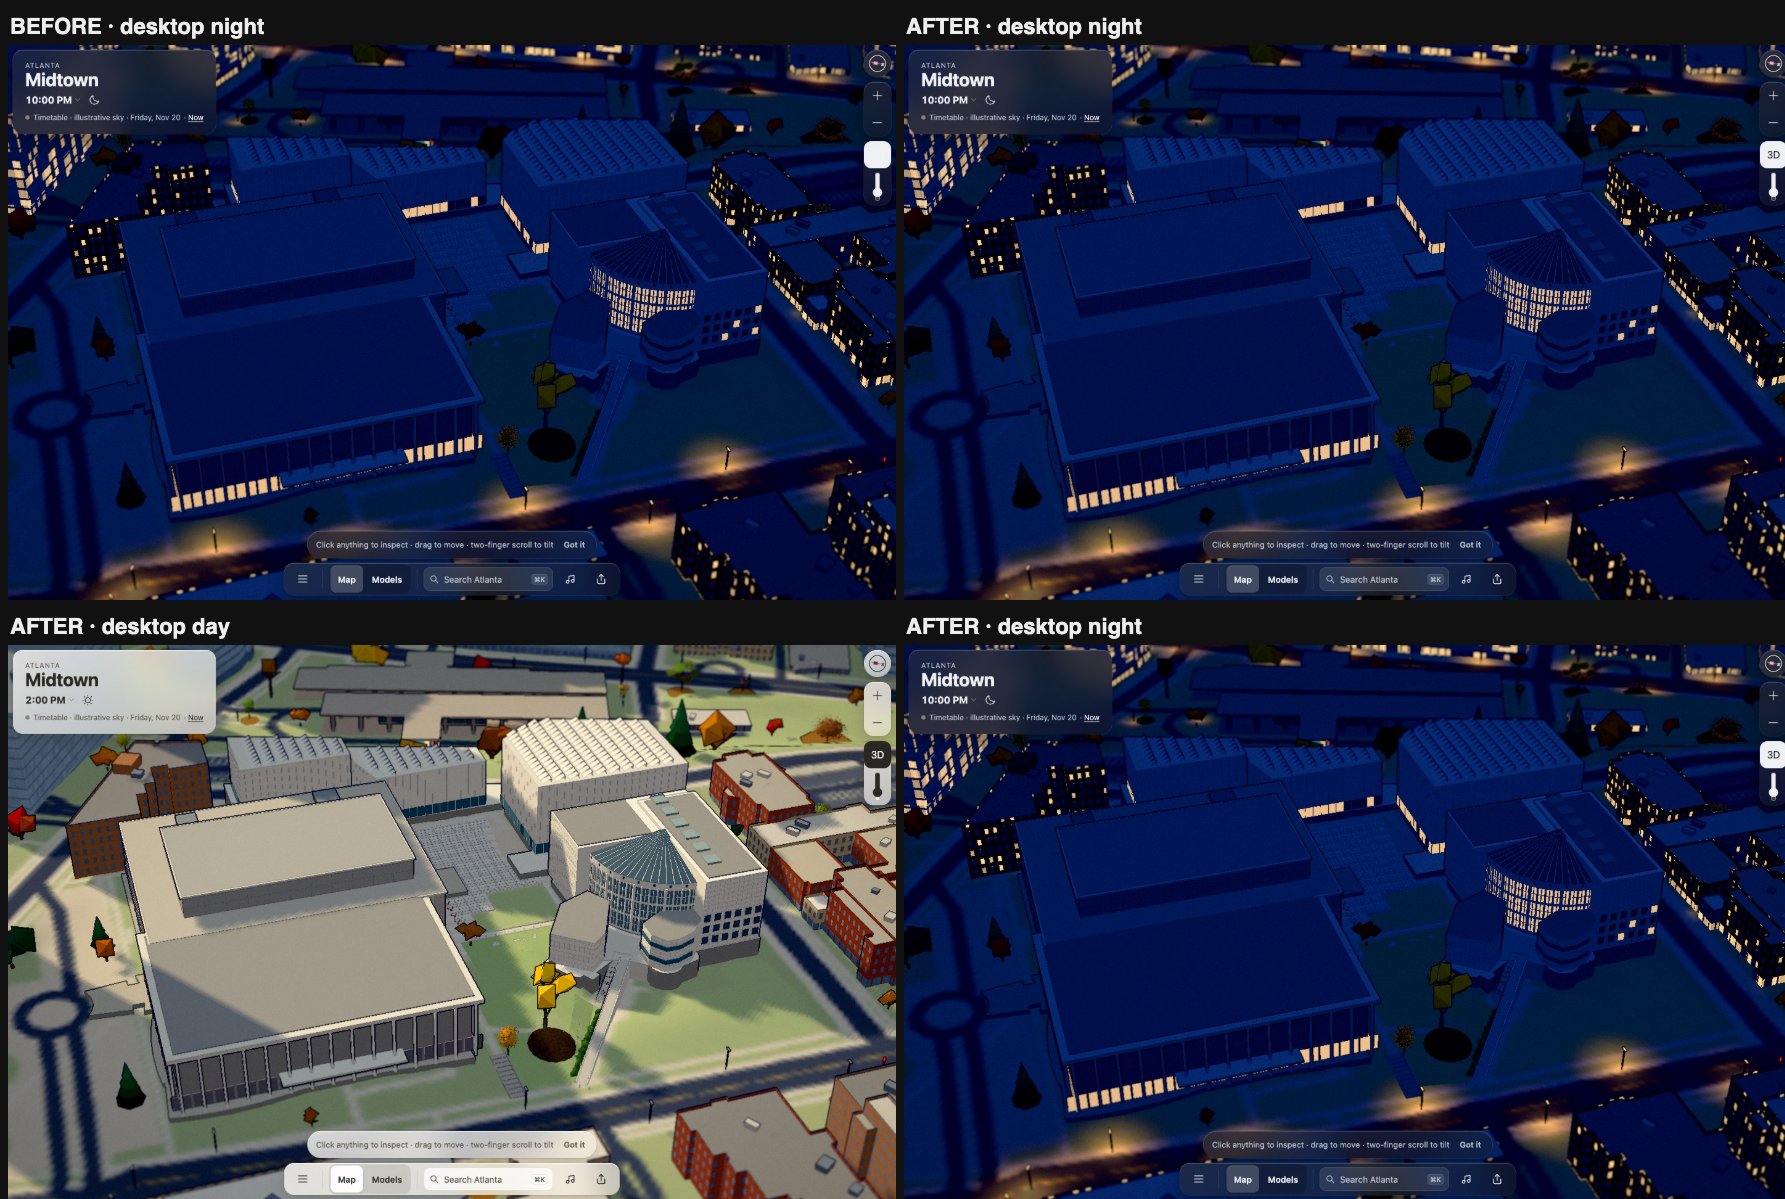 BEFORE · desktop night
ATLANTA
Midtown
10:00 PM
Timetable · illustrative sky · Friday, Nov 20 · Now
+
−
Click anything to inspect · drag to move · two-finger scroll to tilt Got it
Map Models Search Atlanta ⌘K
AFTER · desktop night
ATLANTA
Midtown
10:00 PM
Timetable · illustrative sky · Friday, Nov 20 · Now
+
−
3D
Click anything to inspect · drag to move · two-finger scroll to tilt Got it
Map Models Search Atlanta ⌘K
AFTER · desktop day
ATLANTA
Midtown
2:00 PM
Timetable · illustrative sky · Friday, Nov 20 · Now
+
−
3D
Click anything to inspect · drag to move · two-finger scroll to tilt Got it
Map Models Search Atlanta ⌘K
AFTER · desktop night
ATLANTA
Midtown
10:00 PM
Timetable · illustrative sky · Friday, Nov 20 · Now
+
−
3D
Click anything to inspect · drag to move · two-finger scroll to tilt Got it
Map Models Search Atlanta ⌘K